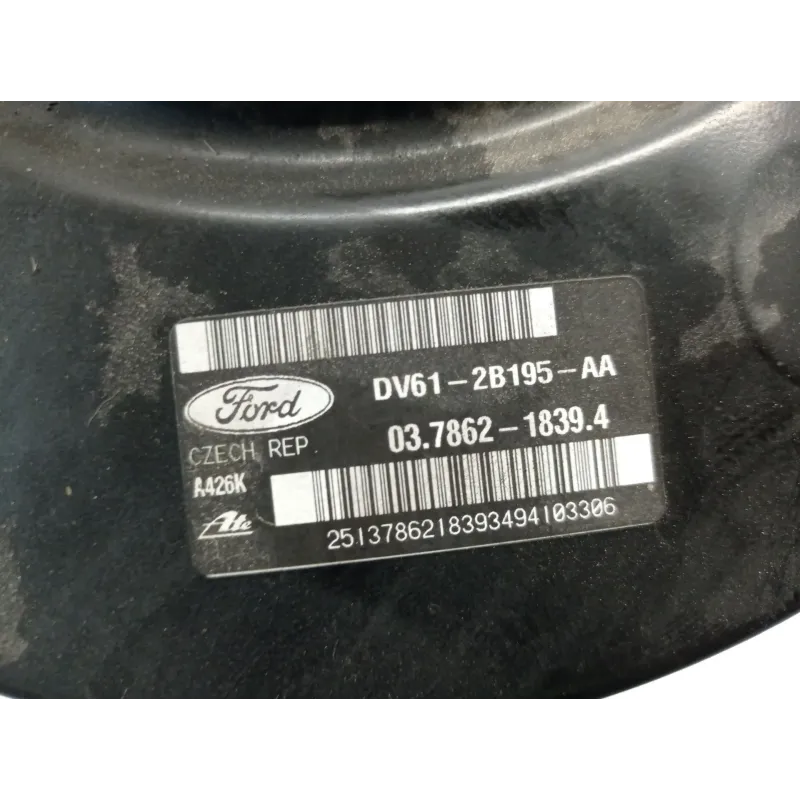 Ford
DV61-2B195-AA
CZECH REP
03.7862-1839.4
A426K
Ate
2513786218393494103306